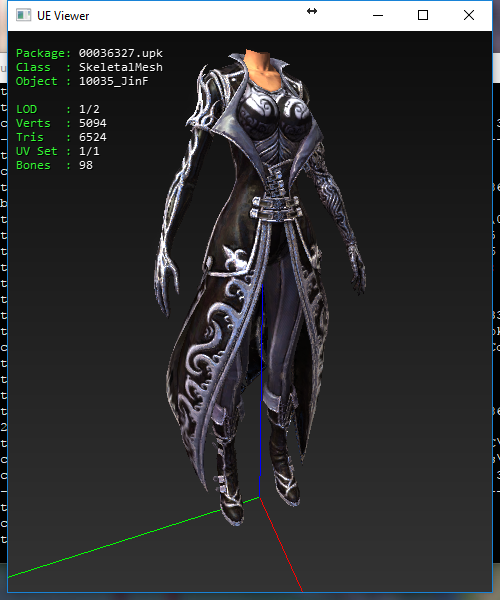 UE Viewer
Package: 00036327.upk
Class : SkeletalMesh
Object : 10035_JinF
LOD : 1/2
Verts : 5094
Tris : 6524
UV Set : 1/1
Bones : 98